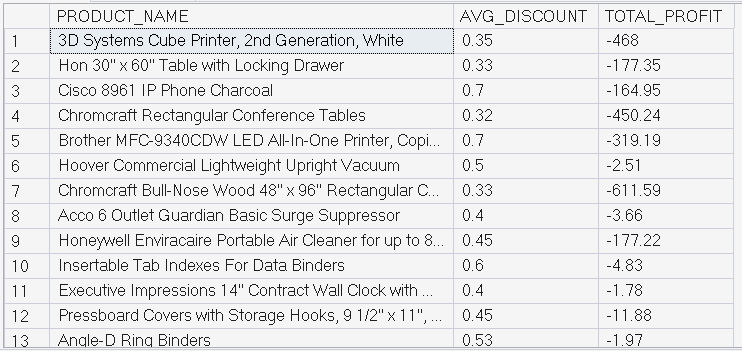 PRODUCT_NAME AVG_DISCOUNT TOTAL_PROFIT
1 3D Systems Cube Printer, 2nd Generation, White 0.35 -468
2 Hon 30" x 60" Table with Locking Drawer 0.33 -177.35
3 Cisco 8961 IP Phone Charcoal 0.7 -164.95
4 Chromcraft Rectangular Conference Tables 0.32 -450.24
5 Brother MFC-9340CDW LED All-In-One Printer, Copi... 0.7 -319.19
6 Hoover Commercial Lightweight Upright Vacuum 0.5 -2.51
7 Chromcraft Bull-Nose Wood 48" x 96" Rectangular C... 0.33 -611.59
8 Acco 6 Outlet Guardian Basic Surge Suppressor 0.4 -3.66
9 Honeywell Enviracaire Portable Air Cleaner for up to 8... 0.45 -177.22
10 Insertable Tab Indexes For Data Binders 0.6 -4.83
11 Executive Impressions 14" Contract Wall Clock with ... 0.4 -1.78
12 Pressboard Covers with Storage Hooks, 9 1/2" x 11", ... 0.45 -11.88
13 Angle-D Ring Binders 0.53 -1.97